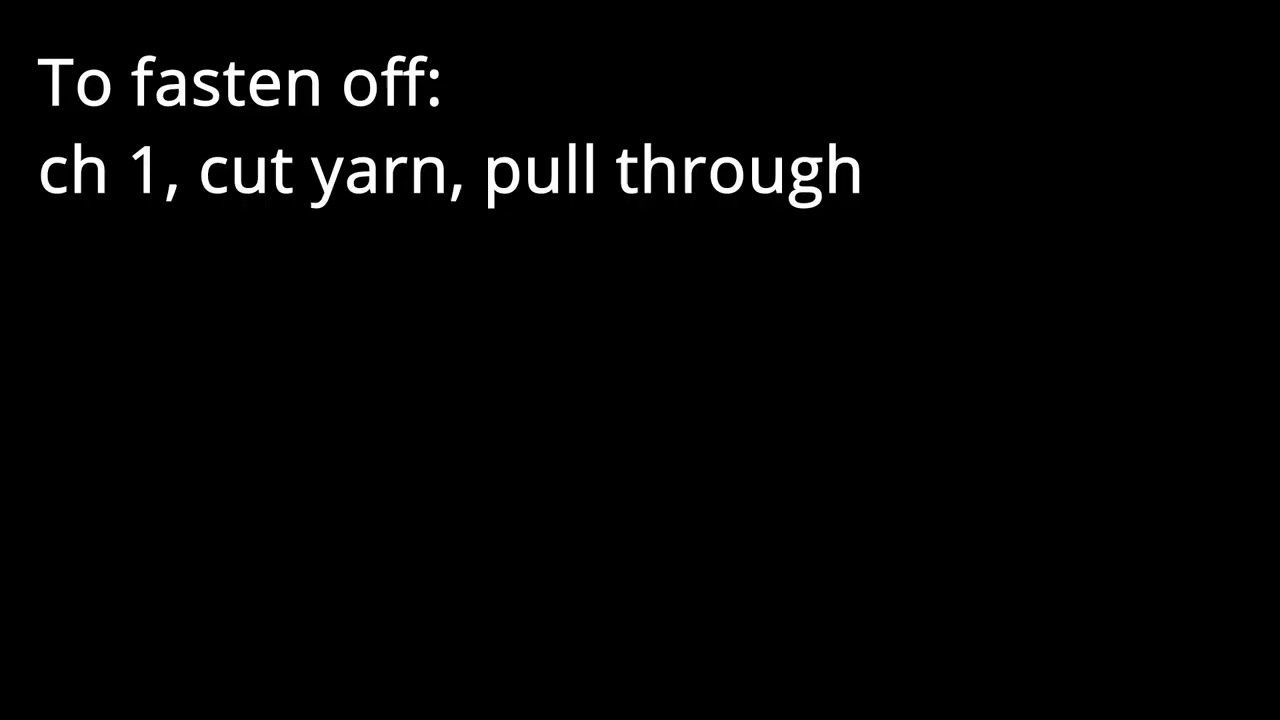 To fasten off:
ch 1, cut yarn, pull through